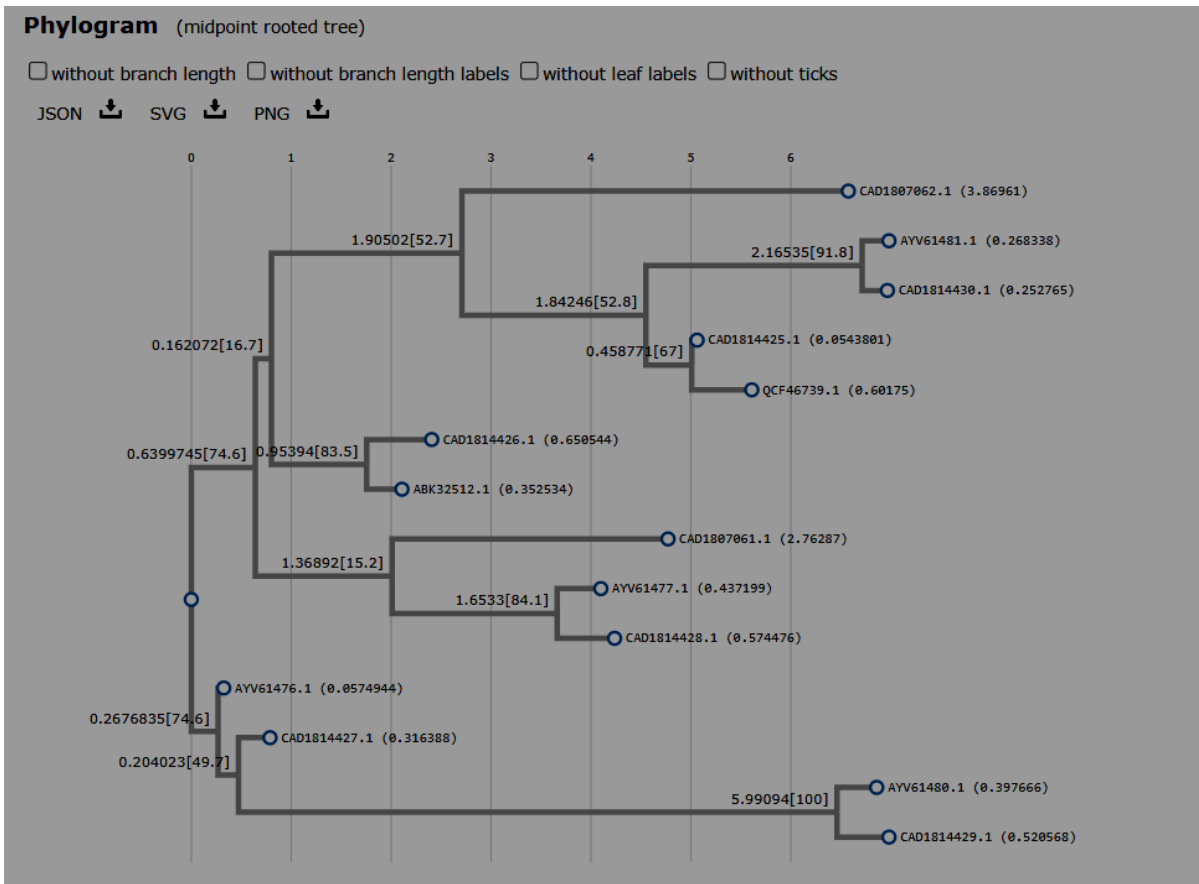 Phylogram (midpoint rooted tree)
without branch length without branch length labels without leaf labels without ticks
JSON SVG PNG
0 1 2 3 4 5 6
CAD1807062.1 (3.86961)
1.90502[52.7]
AYV61481.1 (0.268338)
2.16535[91.8]
CAD1814430.1 (0.252765)
1.84246[52.8]
CAD1814425.1 (0.0543801)
0.162072[16.7]
0.458771[67]
QCF46739.1 (0.60175)
CAD1814426.1 (0.650544)
0.6399745[74.6]
0.95394[83.5]
ABK32512.1 (0.352534)
CAD1807061.1 (2.76287)
1.36892[15.2]
AYV61477.1 (0.437199)
1.6533[84.1]
CAD1814428.1 (0.574476)
AYV61476.1 (0.0574944)
0.2676835[74.6]
CAD1814427.1 (0.316388)
0.204023[49.7]
AYV61480.1 (0.397666)
5.99094[100]
CAD1814429.1 (0.520568)